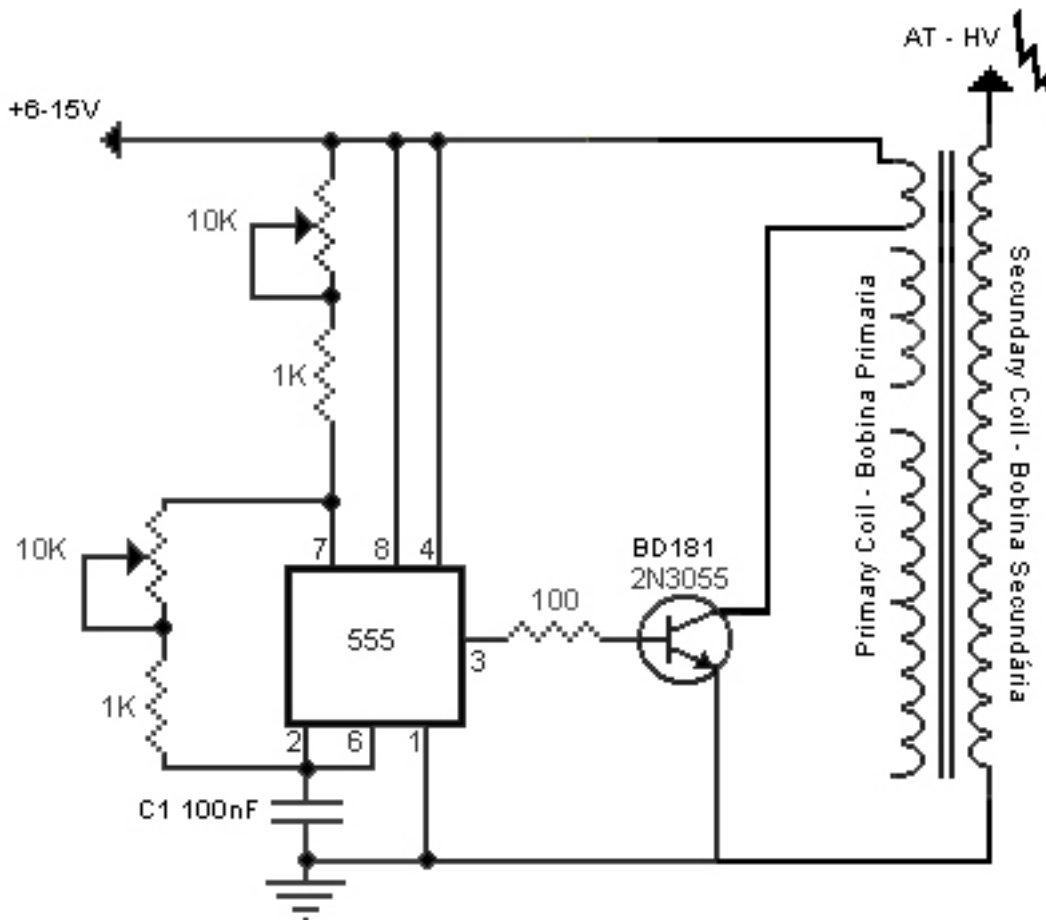 AT - HV
+6-15V
10K
1K
10K
7
8
4
BD181
2N3055
100
555
3
1K
2
6
1
C1 100nF
Primary Coil - Bobina Primaria
Secundary Coil - Bobina Secundária